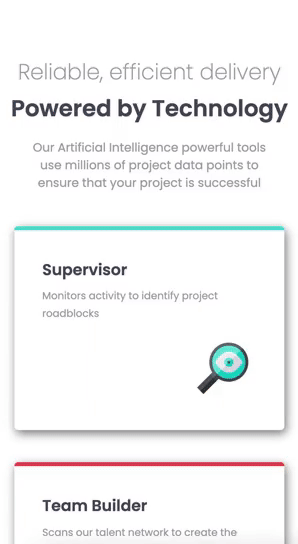 Reliable, efficient delivery
Powered by Technology
Our Artificial Intelligence powerful tools
use millions of project data points to
ensure that your project is successful
Supervisor
Monitors activity to identify project
roadblocks
Team Builder
Scans our talent network to create the